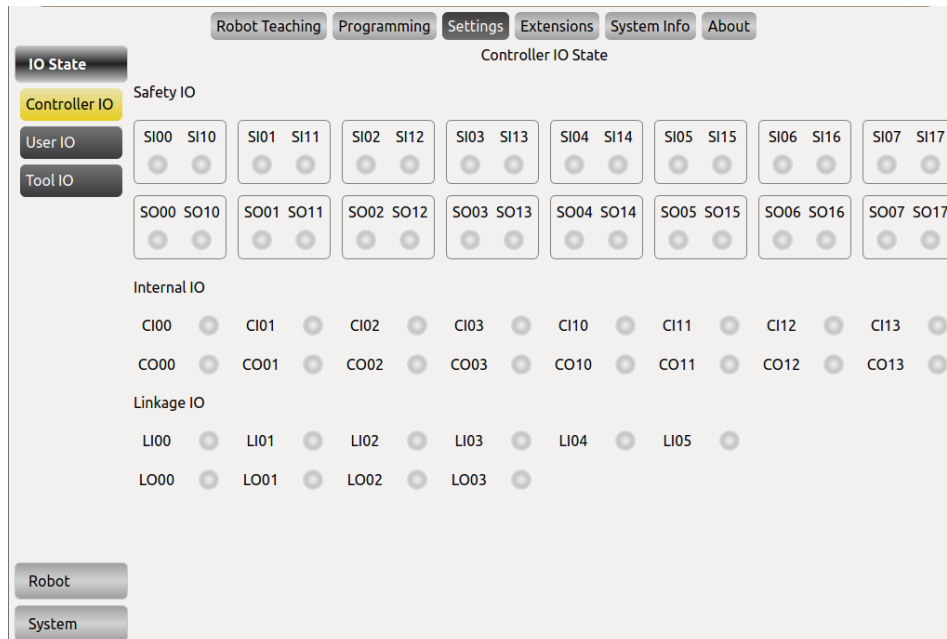 Robot Teaching Programming Settings Extensions System Info About
IO State
Controller IO
User IO
Tool IO
Robot
System
Controller IO State
Safety IO
SI00 SI10 SI01 SI11 SI02 SI12 SI03 SI13 SI04 SI14 SI05 SI15 SI06 SI16 SI07 SI17
SO00 SO10 SO01 SO11 SO02 SO12 SO03 SO13 SO04 SO14 SO05 SO15 SO06 SO16 SO07 SO17
Internal IO
CI00 CI01 CI02 CI03 CI10 CI11 CI12 CI13
CO00 CO01 CO02 CO03 CO10 CO11 CO12 CO13
Linkage IO
LI00 LI01 LI02 LI03 LI04 LI05
LO00 LO01 LO02 LO03